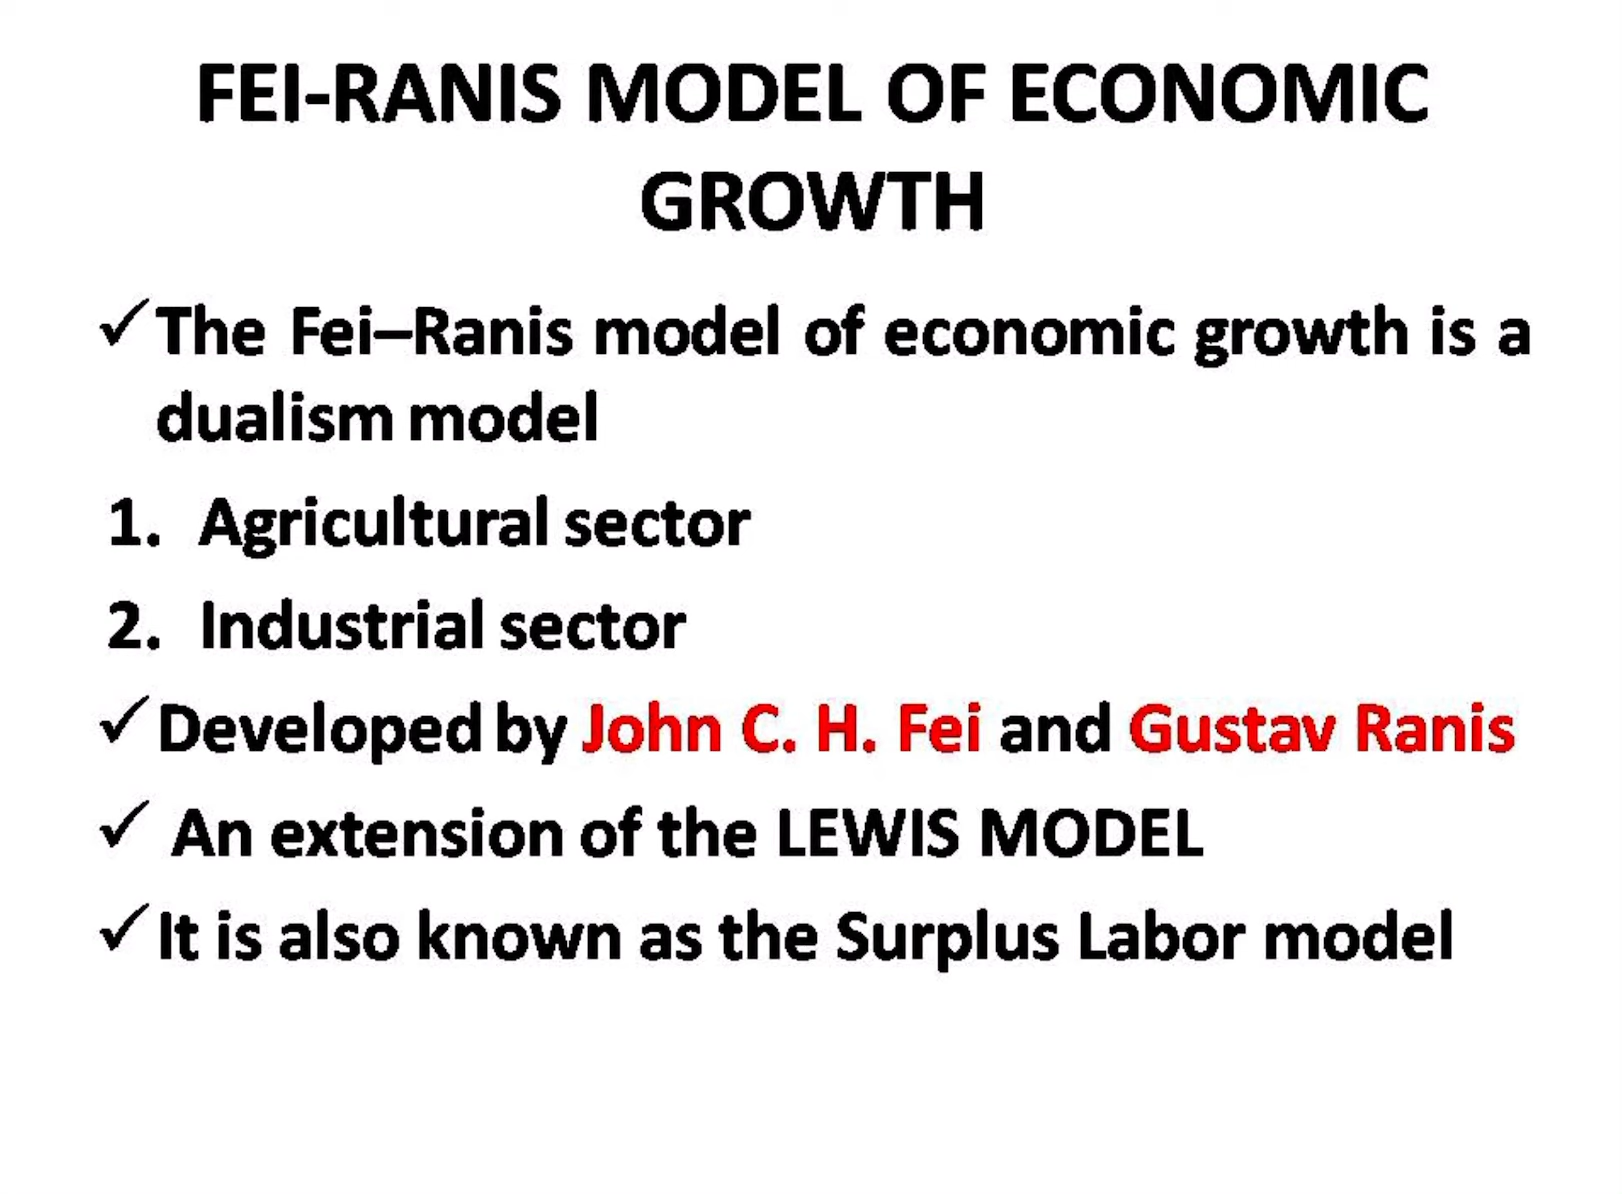 FEI-RANIS MODEL OF ECONOMIC
GROWTH
✓The Fei–Ranis model of economic growth is a
dualism model
1. Agricultural sector
2. Industrial sector
✓Developed by John C. H. Fei and Gustav Ranis
✓ An extension of the LEWIS MODEL
✓It is also known as the Surplus Labor model